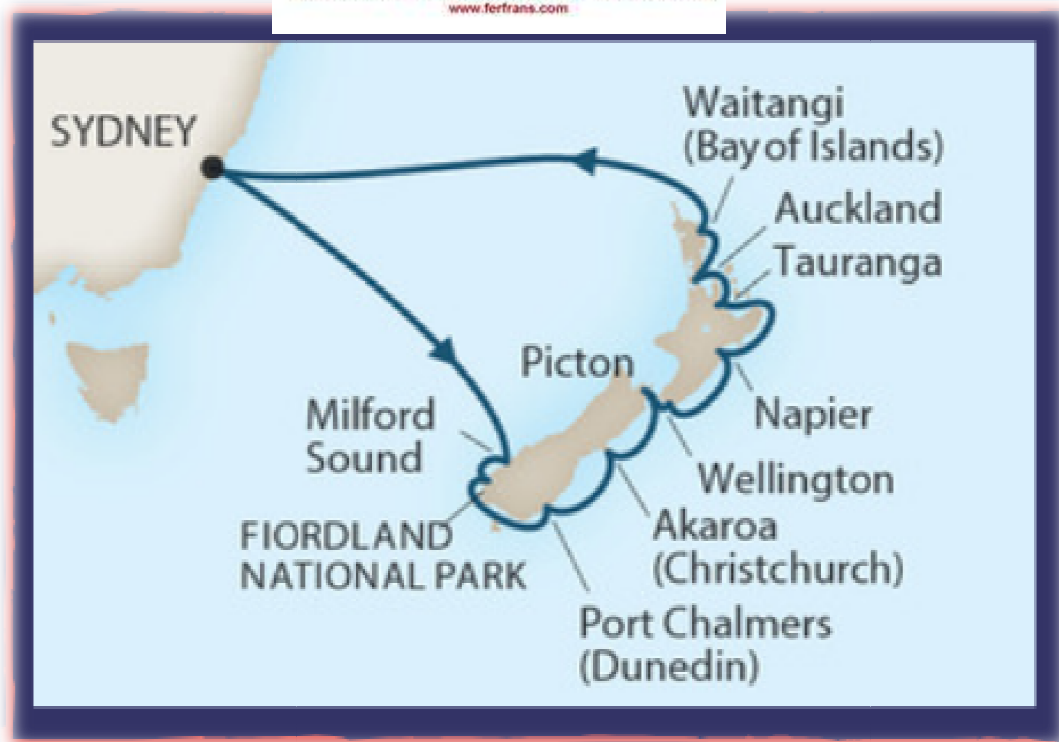 www.ferfrans.com
SYDNEY
Waitangi
(Bay of Islands)
Auckland
Tauranga
Picton
Milford
Sound
Napier
Wellington
FIORDLAND
NATIONAL PARK
Akaroa
(Christchurch)
Port Chalmers
(Dunedin)